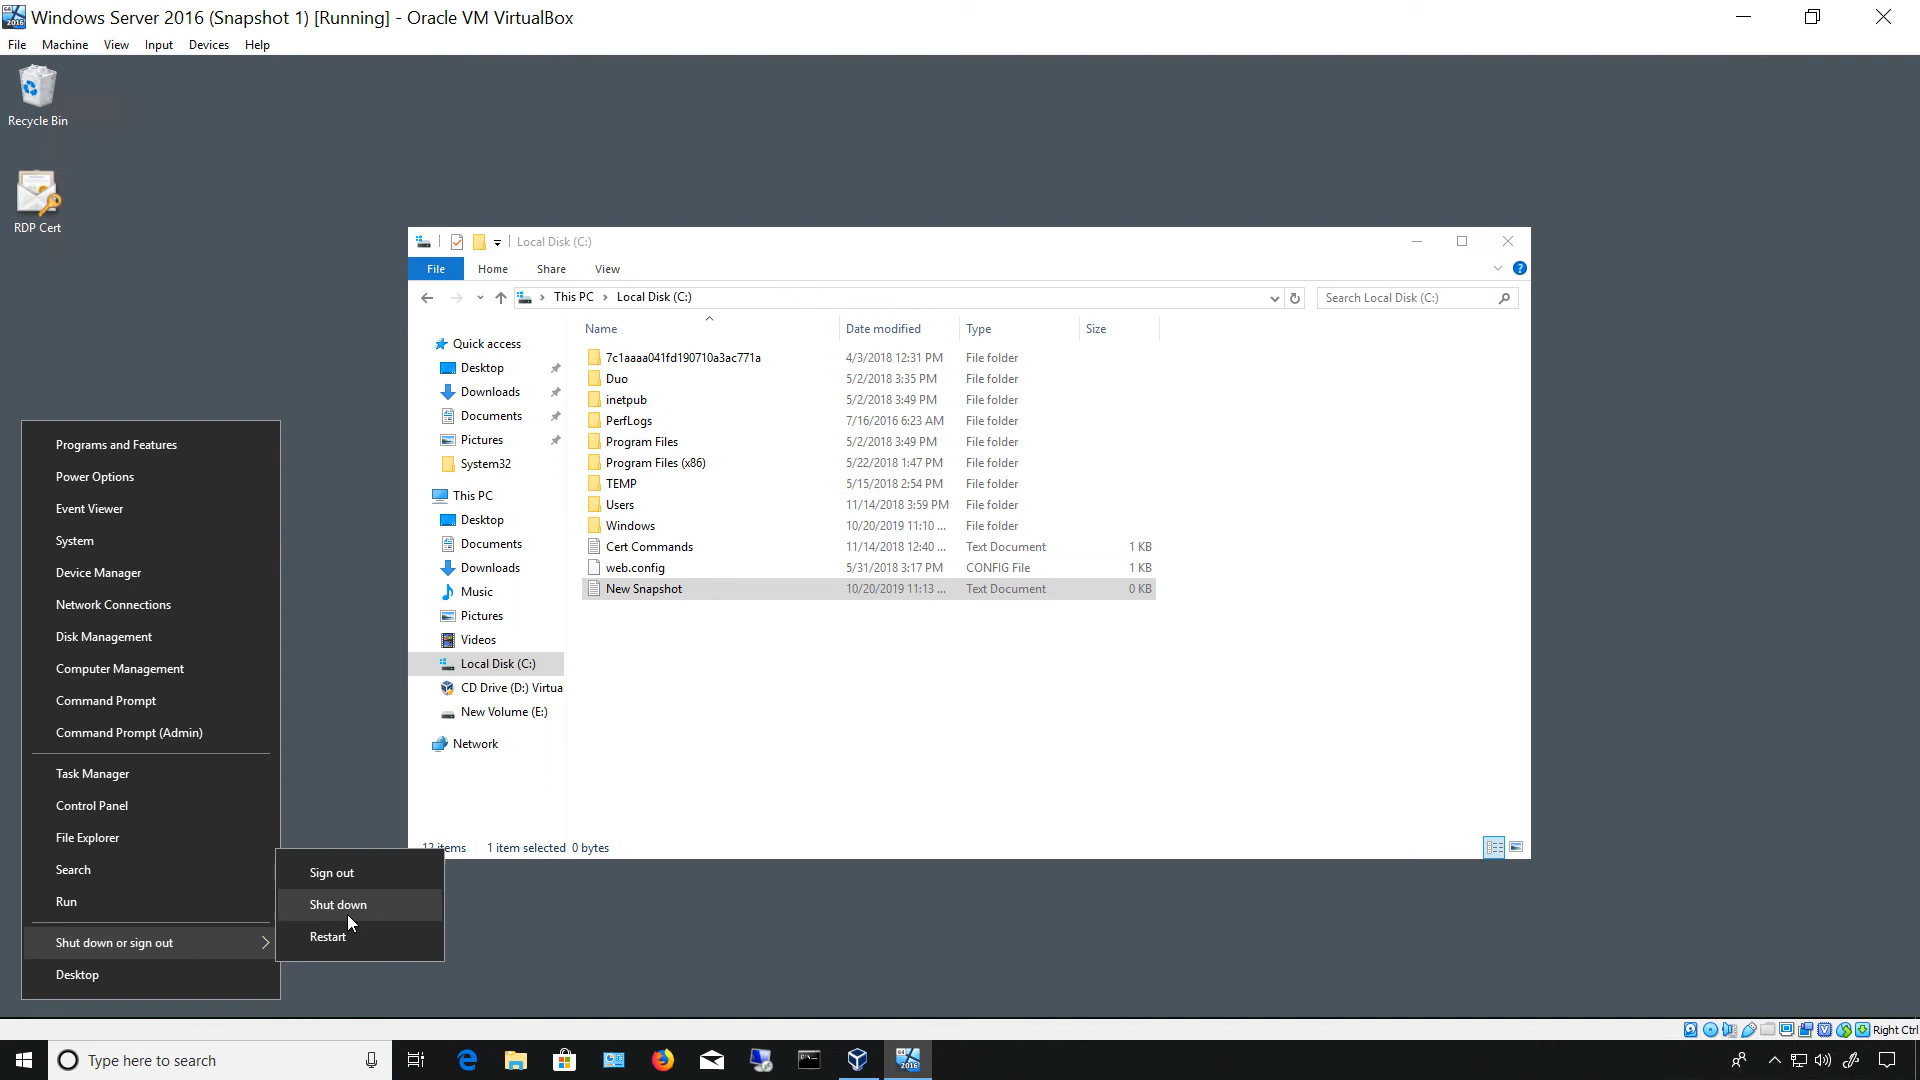 Windows Server 2016 (Snapshot 1) [Running] - Oracle VM VirtualBox
File Machine View Input Devices Help
Recycle Bin
RDP Cert
Local Disk (C:)
File Home Share View
This PC Local Disk (C:) Search Local Disk (C:)
Name Date modified Type Size
Quick access
Desktop
Downloads
Documents
Pictures
System32
This PC
Desktop
Documents
Downloads
Music
Pictures
Videos
Local Disk (C:)
CD Drive (D:) Virtua
New Volume (E:)
Network
7c1aaaa041fd190710a3ac771a 4/3/2018 12:31 PM File folder
Duo 5/2/2018 3:35 PM File folder
inetpub 5/2/2018 3:49 PM File folder
PerfLogs 7/16/2016 6:23 AM File folder
Program Files 5/2/2018 3:49 PM File folder
Program Files (x86) 5/22/2018 1:47 PM File folder
TEMP 5/15/2018 2:54 PM File folder
Users 11/14/2018 3:59 PM File folder
Windows 10/20/2019 11:10 ... File folder
Cert Commands 11/14/2018 12:40 ... Text Document 1 KB
web.config 5/31/2018 3:17 PM CONFIG File 1 KB
New Snapshot 10/20/2019 11:13 ... Text Document 0 KB
12 items 1 item selected 0 bytes
Programs and Features
Power Options
Event Viewer
System
Device Manager
Network Connections
Disk Management
Computer Management
Command Prompt
Command Prompt (Admin)
Task Manager
Control Panel
File Explorer
Search
Run
Shut down or sign out
Desktop
Sign out
Shut down
Restart
Right Ctrl
Type here to search